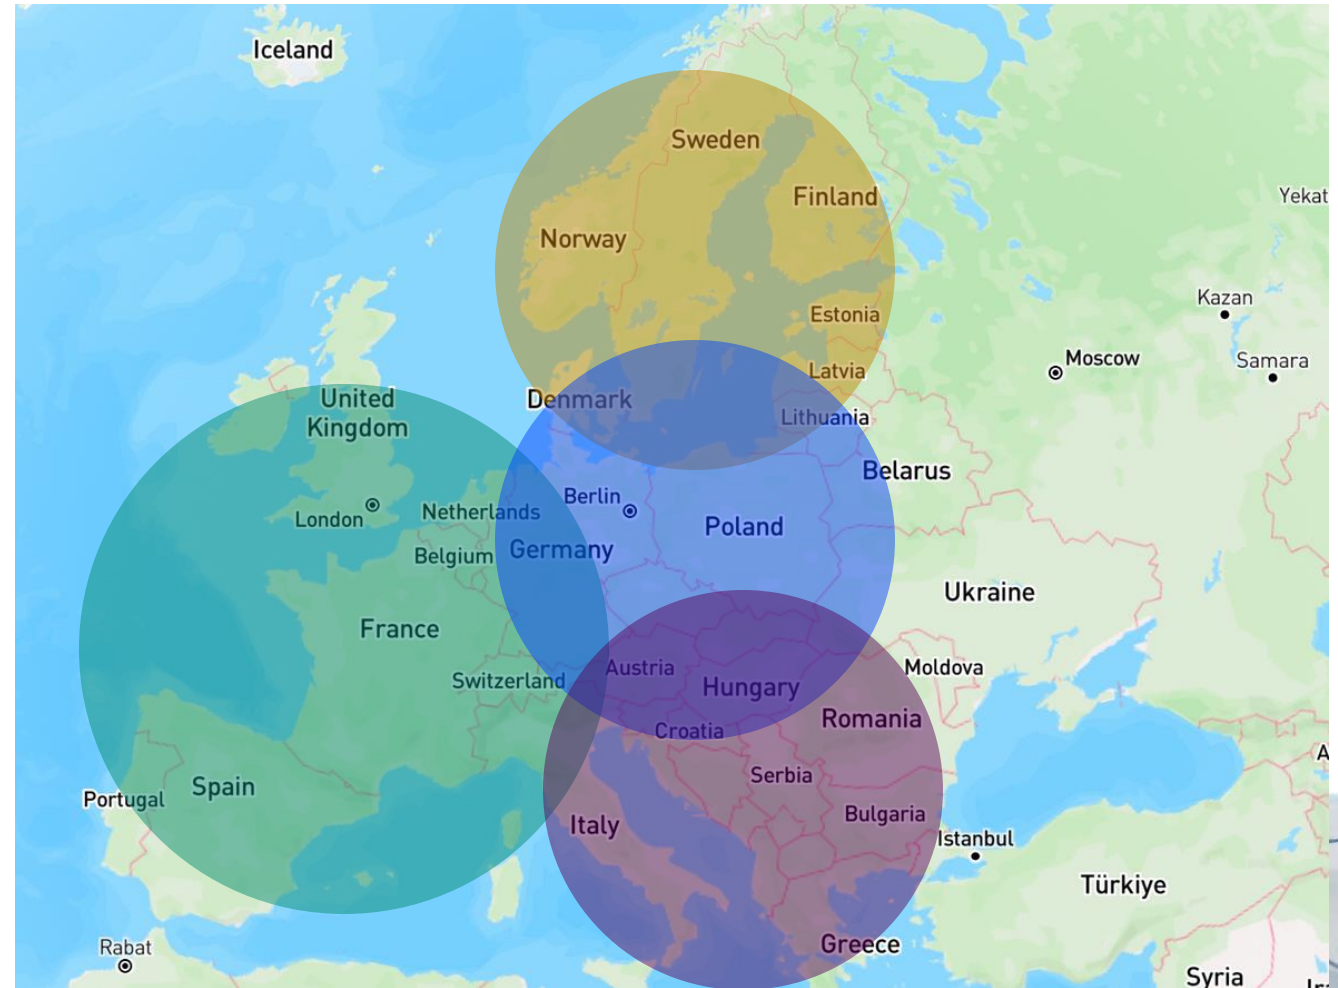 Iceland
Sweden
Finland
Yekat
Norway
Kazan
Estonia
Moscow
Samara
Latvia
Denmark
United
Kingdom
Lithuania
Belarus
Berlin
London
Netherlands
Poland
Germany
Belgium
Ukraine
France
Austria
Moldova
Switzerland
Hungary
Romania
Croatia
A
Serbia
Spain
Portugal
Bulgaria
Italy
Istanbul
Türkiye
Greece
Rabat
Syria
Ir